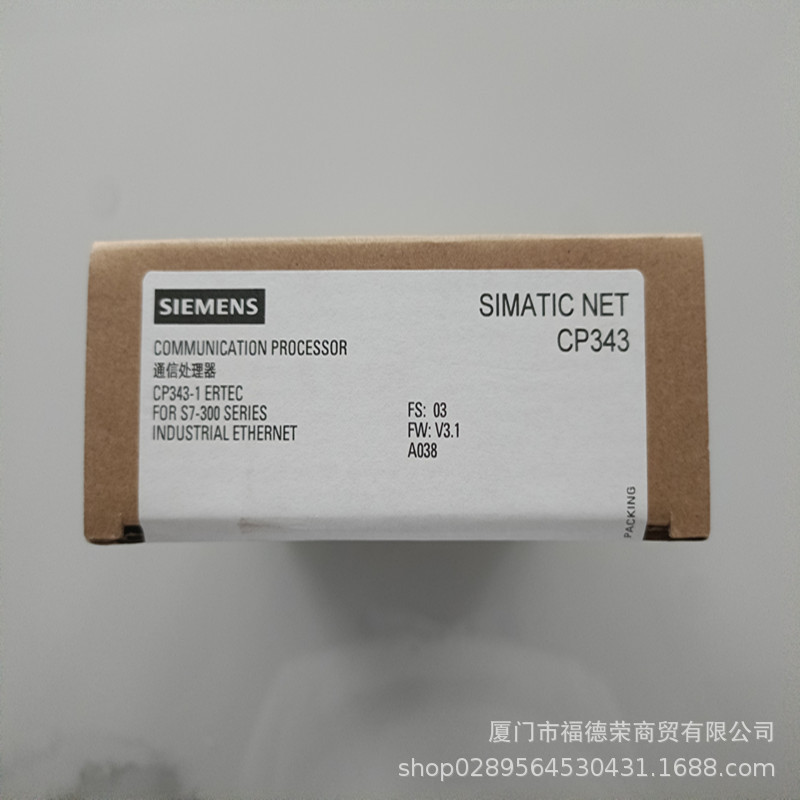 SIEMENS
SIMATIC NET
CP343
COMMUNICATION PROCESSOR
通信处理器
CP343-1 ERTEC
FOR S7-300 SERIES
INDUSTRIAL ETHERNET
FS: 03
FW: V3.1
A038
PACKING
厦门市福德荣商贸有限公司
shop0289564530431.1688.com